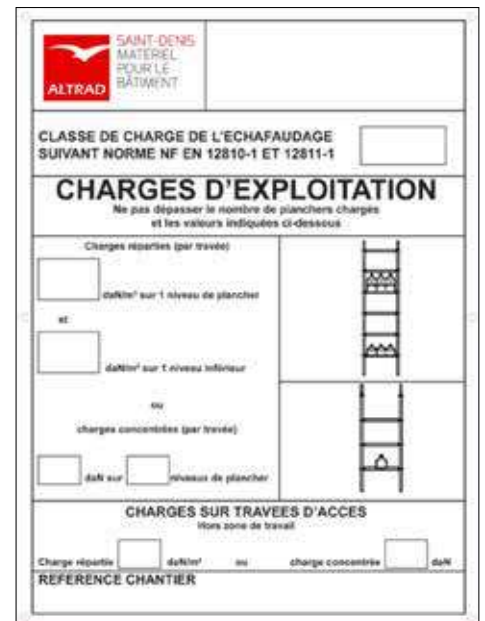 SAINT-DENIS
MATÉRIEL
POUR LE
BÂTIMENT
ALTRAD
CLASSE DE CHARGE DE L'ECHAFAUDAGE
SUIVANT NORME NF EN 12810-1 ET 12811-1
CHARGES D'EXPLOITATION
Ne pas dépasser le nombre de planchers chargés
et les valeurs indiquées ci-dessous
Charges réparties (par travée)
daN/m² sur 1 niveau de plancher
et
daN/m² sur 1 niveau inférieur
ou
charges concentrées (par travée)
daN sur niveaux de plancher
CHARGES SUR TRAVEES D'ACCES
Hors zone de travail
Charge répartie daN/m² ou charge concentrée daN
REFERENCE CHANTIER